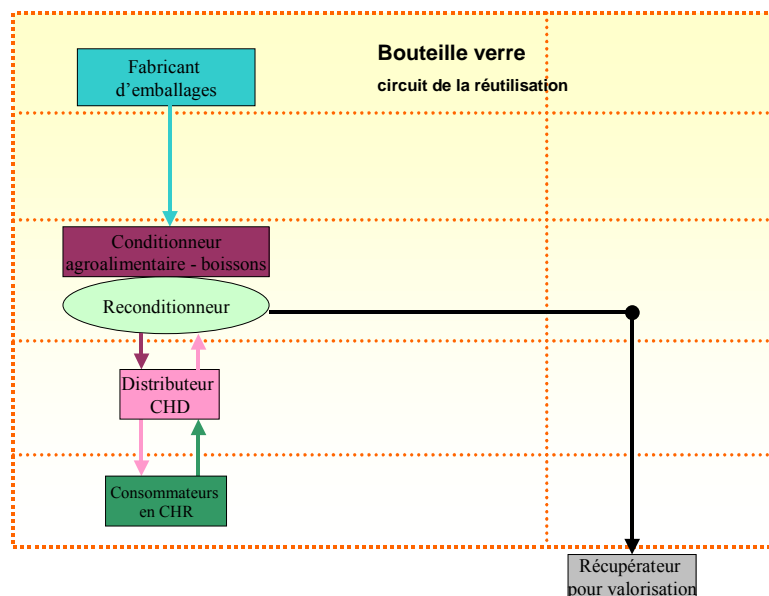 Bouteille verre
circuit de la réutilisation
Fabricant
d’emballages
Conditionneur
agroalimentaire - boissons
Reconditionneur
Distributeur
CHD
Consommateurs
en CHR
Récupérateur
pour valorisation